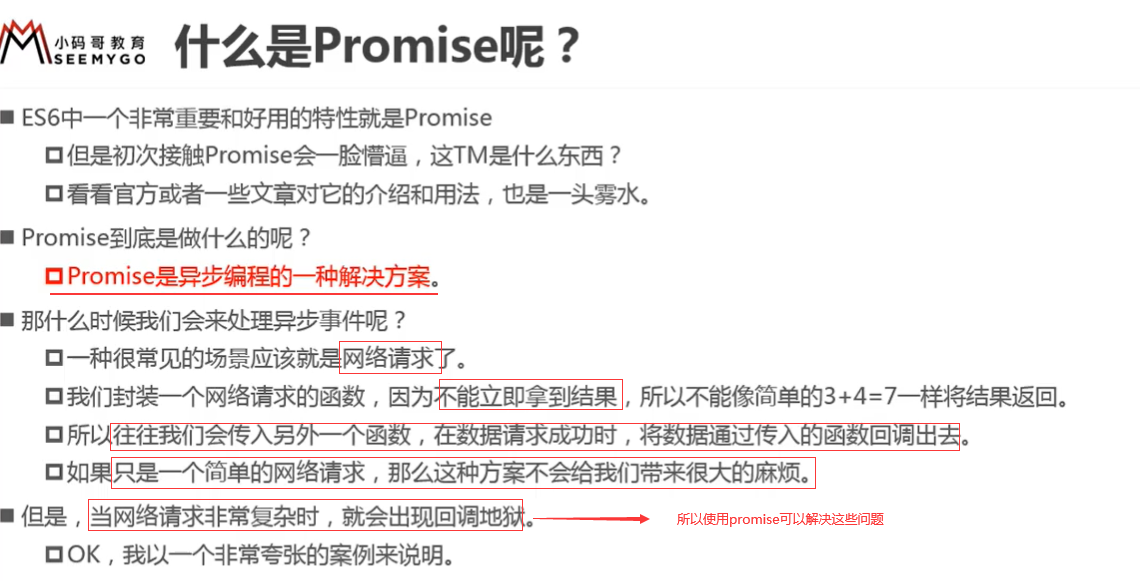 小码哥教育
SEEMYGO
什么是Promise呢？
ES6中一个非常重要和好用的特性就是Promise
但是初次接触Promise会一脸懵逼，这TM是什么东西？
看看官方或者一些文章对它的介绍和用法，也是一头雾水。
Promise到底是做什么的呢？
Promise是异步编程的一种解决方案。
那什么时候我们会来处理异步事件呢？
一种很常见的场景应该就是网络请求了。
我们封装一个网络请求的函数，因为不能立即拿到结果，所以不能像简单的3+4=7一样将结果返回。
所以往往我们会传入另外一个函数，在数据请求成功时，将数据通过传入的函数回调出去。
如果只是一个简单的网络请求，那么这种方案不会给我们带来很大的麻烦。
但是，当网络请求非常复杂时，就会出现回调地狱。
所以使用promise可以解决这些问题
OK，我以一个非常夸张的案例来说明。